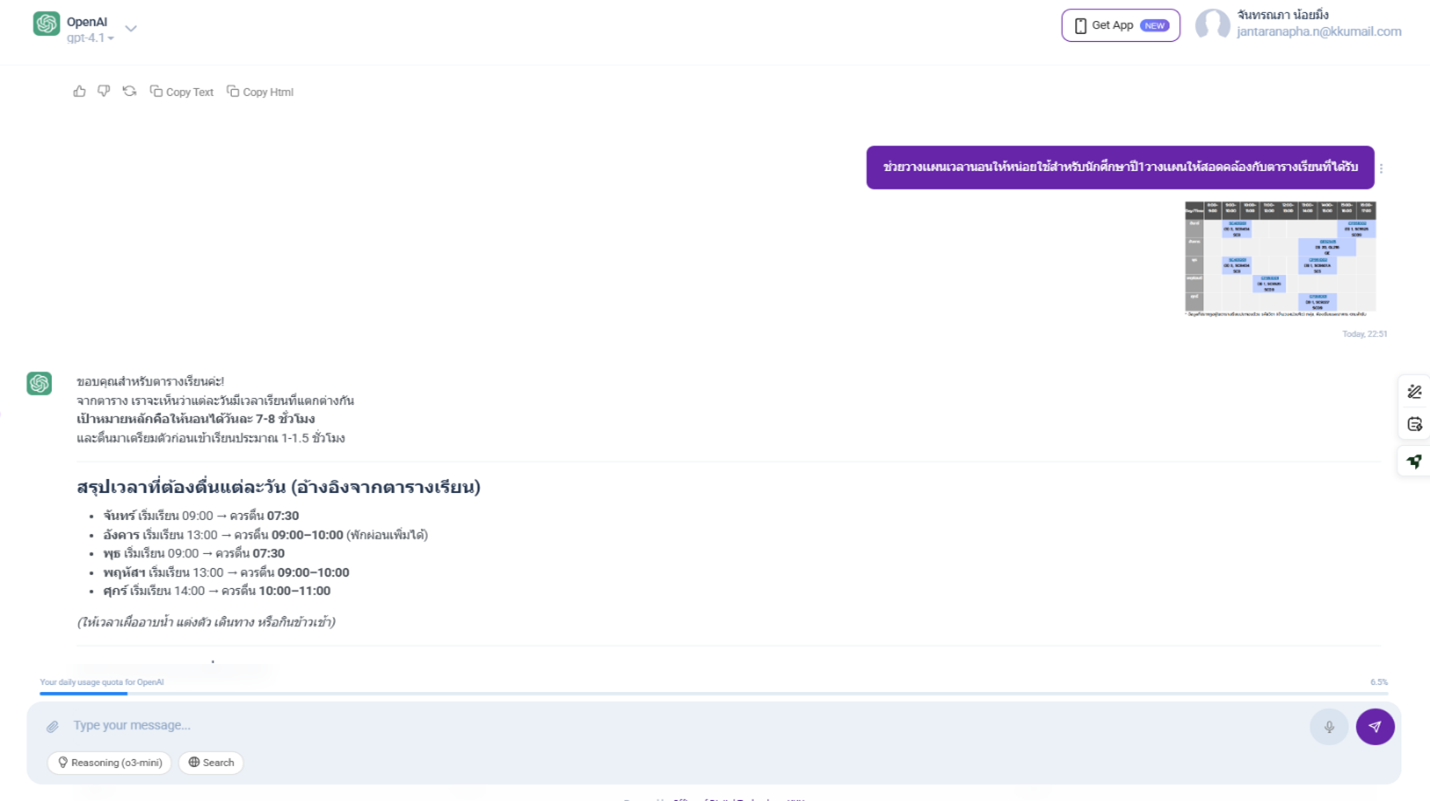 OpenAI
gpt-4.1
Get App NEW
จันทรณภา น้อยมิ่ง
jantaranapha.n@kkumail.com
Copy Text Copy Html
ช่วยวางแผนเวลานอนให้หน่อยใช้สำหรับนักศึกษาปี1วางแผนให้สอดคล้องกับตารางเรียนที่ได้รับ
Today, 22:51
ขอบคุณสำหรับตารางเรียนค่ะ!
จากตาราง เราจะเห็นว่าแต่ละวันมีเวลาเรียนที่แตกต่างกัน
เป้าหมายหลักคือให้นอนได้วันละ 7-8 ชั่วโมง
และตื่นมาเตรียมตัวก่อนเข้าเรียนประมาณ 1-1.5 ชั่วโมง
สรุปเวลาที่ต้องตื่นแต่ละวัน (อ้างอิงจากตารางเรียน)
• จันทร์ เริ่มเรียน 09:00 → ควรตื่น 07:30
• อังคาร เริ่มเรียน 13:00 → ควรตื่น 09:00–10:00 (พักผ่อนเพิ่มได้)
• พุธ เริ่มเรียน 09:00 → ควรตื่น 07:30
• พฤหัสฯ เริ่มเรียน 13:00 → ควรตื่น 09:00–10:00
• ศุกร์ เริ่มเรียน 14:00 → ควรตื่น 10:00–11:00
(ให้เวลาเผื่ออาบน้ำ แต่งตัว เดินทาง หรือกินข้าวเช้า)
Your daily usage quota for OpenAI
6.5%
Type your message...
Reasoning (o3-mini) Search